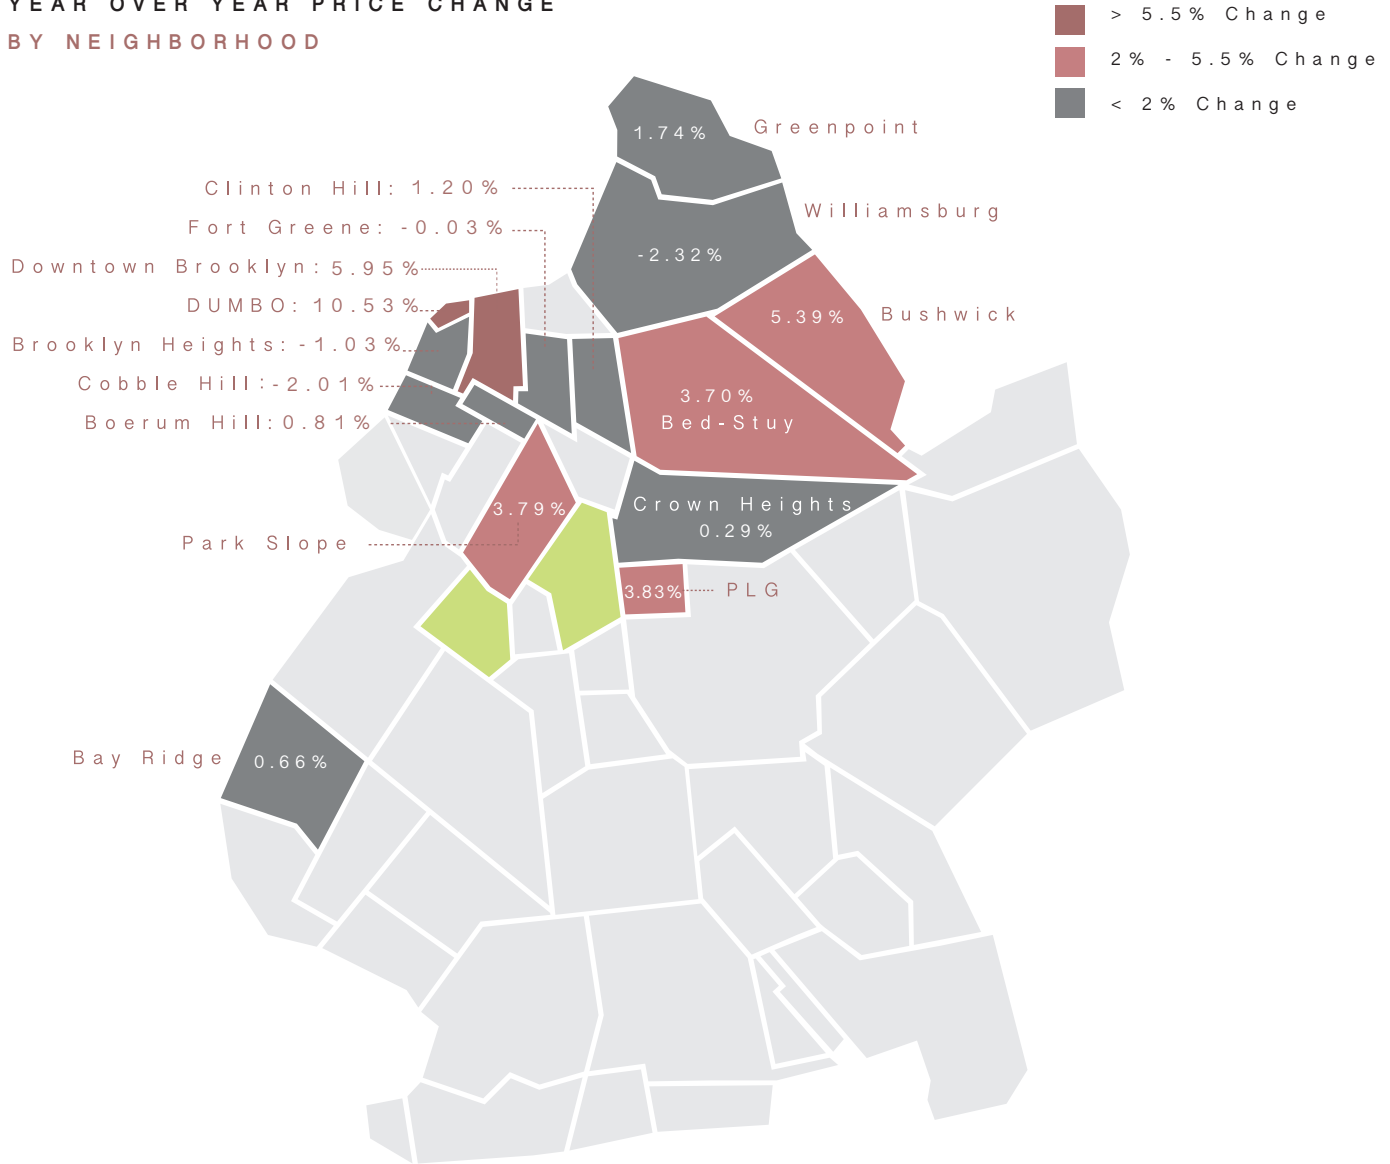 YEAR OVER YEAR PRICE CHANGE
BY NEIGHBORHOOD
> 5.5% Change
2% - 5.5% Change
< 2% Change
1.74%
Greenpoint
Clinton Hill: 1.20%
Williamsburg
Fort Greene: -0.03%
-2.32%
Downtown Brooklyn: 5.95%
DUMBO: 10.53%
5.39%
Bushwick
Brooklyn Heights: -1.03%
Cobble Hill:-2.01%
3.70%
Bed-Stuy
Boerum Hill:0.81%
Crown Heights
0.29%
3.79%
Park Slope
3.83%
PLG
Bay Ridge
0.66%